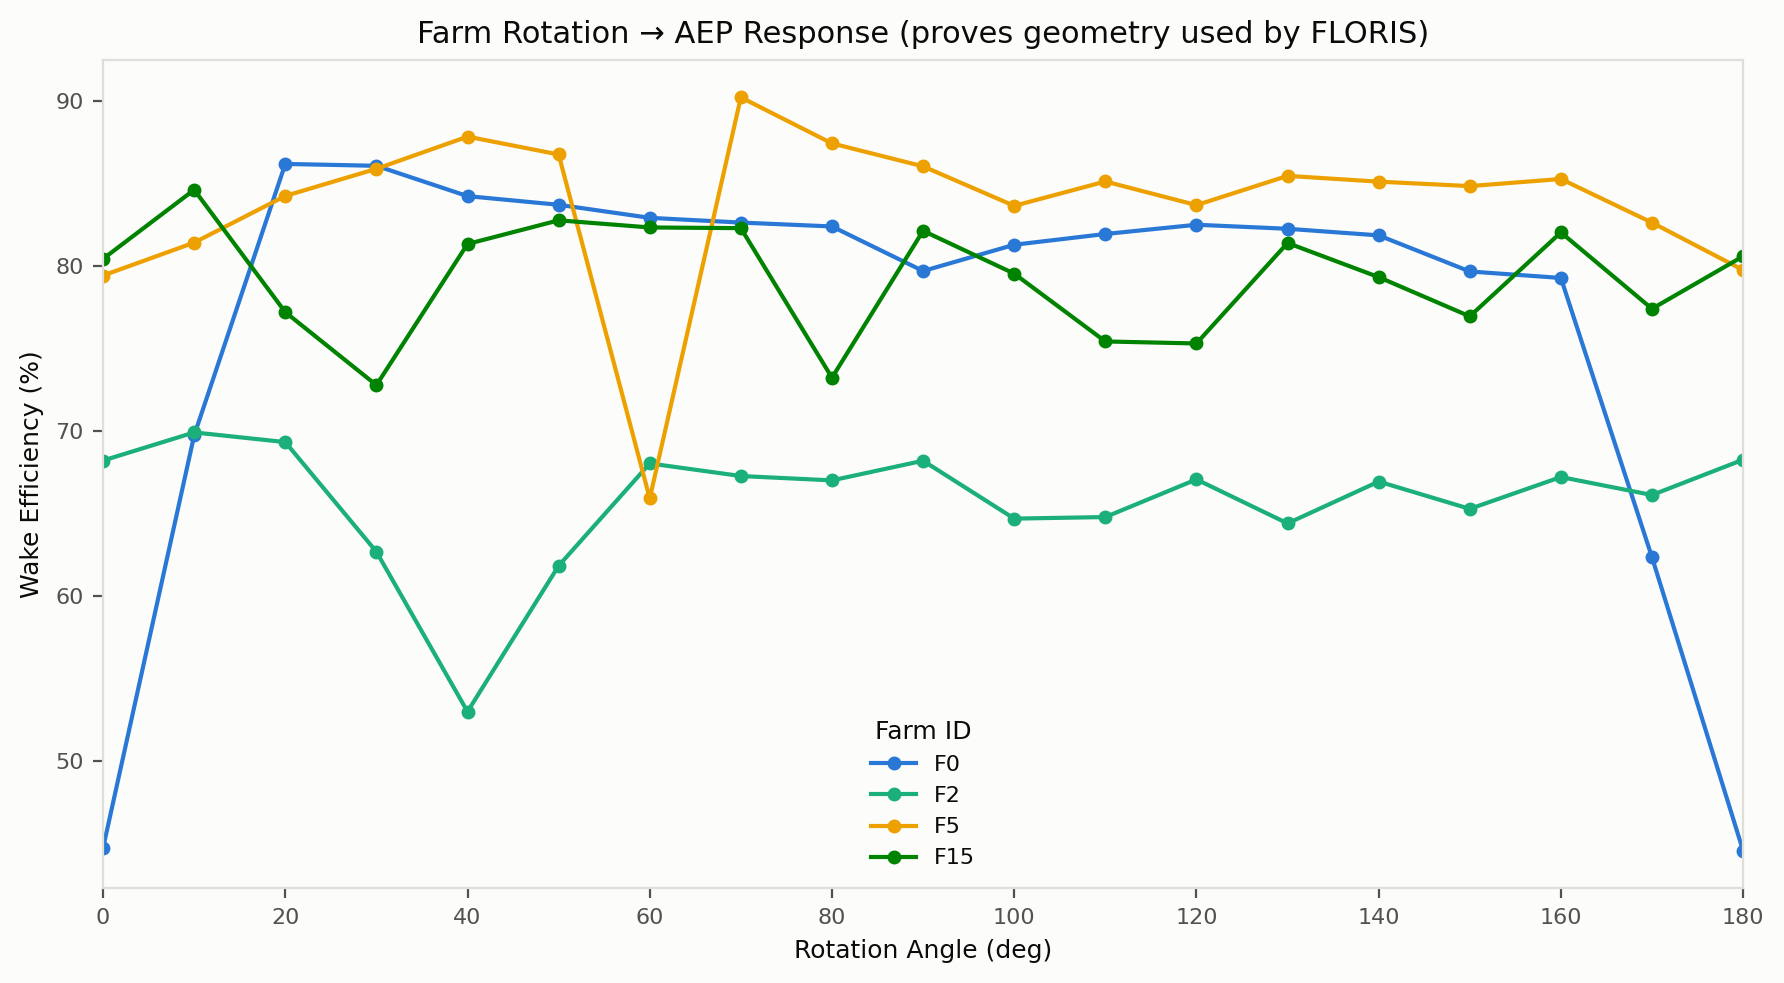 Farm Rotation → AEP Response (proves geometry used by FLORIS)
Wake Efficiency (%)
90
80
70
60
50
Farm ID
F0
F2
F5
F15
0 20 40 60 80 100 120 140 160 180
Rotation Angle (deg)